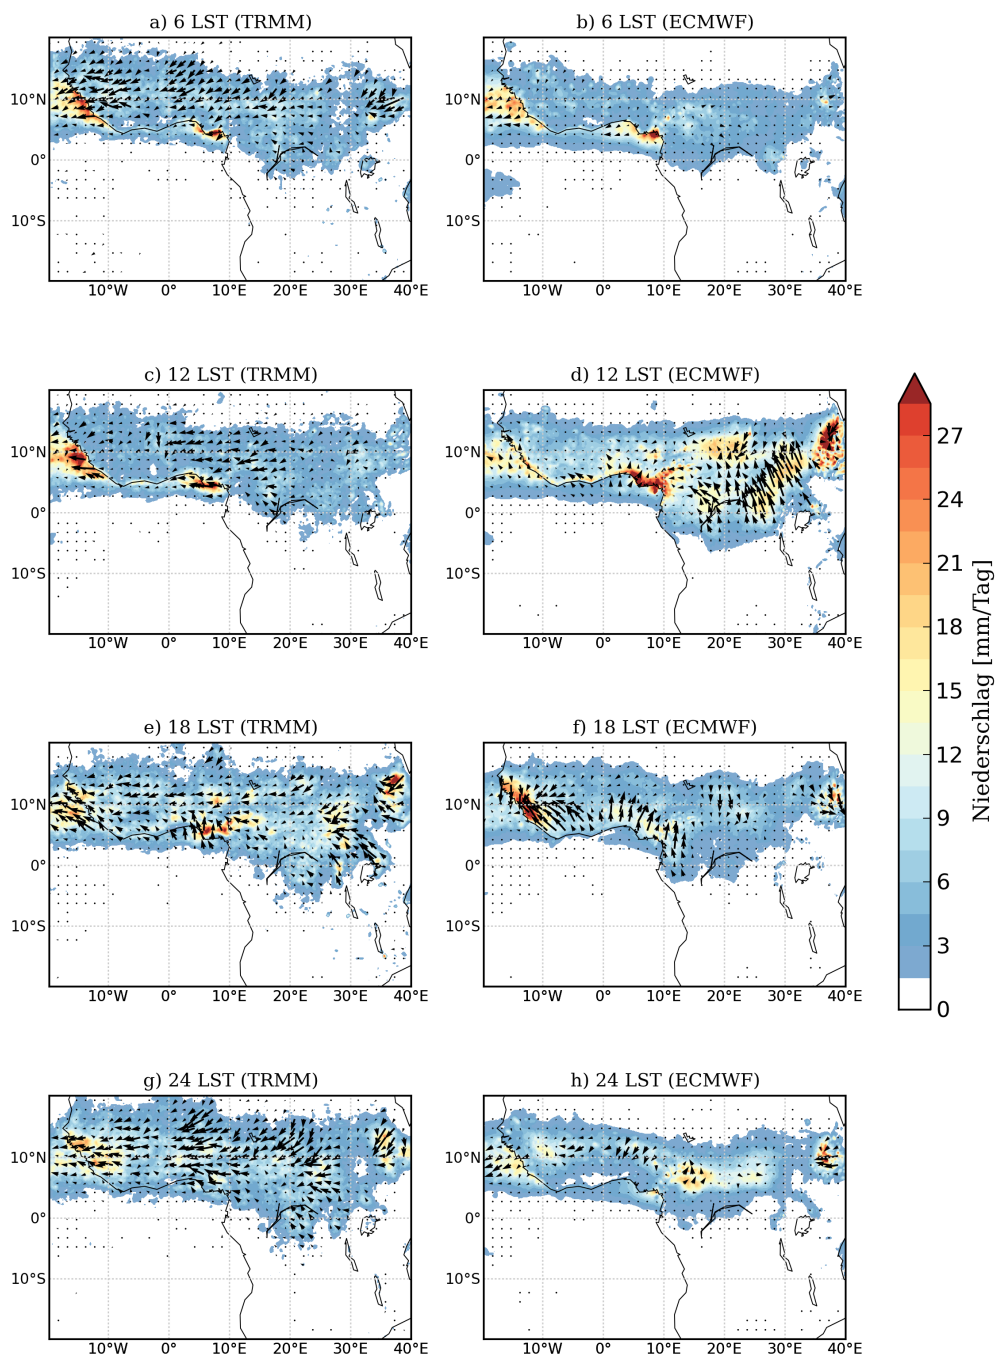 a) 6 LST (TRMM)
b) 6 LST (ECMWF)
10°N
0°
10°S
10°W 0° 10°E 20°E 30°E 40°E
10°N
0°
10°S
10°W 0° 10°E 20°E 30°E 40°E
c) 12 LST (TRMM)
d) 12 LST (ECMWF)
10°N
0°
10°S
10°W 0° 10°E 20°E 30°E 40°E
10°N
0°
10°S
10°W 0° 10°E 20°E 30°E 40°E
e) 18 LST (TRMM)
f) 18 LST (ECMWF)
10°N
0°
10°S
10°W 0° 10°E 20°E 30°E 40°E
10°N
0°
10°S
10°W 0° 10°E 20°E 30°E 40°E
g) 24 LST (TRMM)
h) 24 LST (ECMWF)
10°N
0°
10°S
10°W 0° 10°E 20°E 30°E 40°E
10°N
0°
10°S
10°W 0° 10°E 20°E 30°E 40°E
27
24
21
18
15
12
9
6
3
0
Niederschlag [mm/Tag]